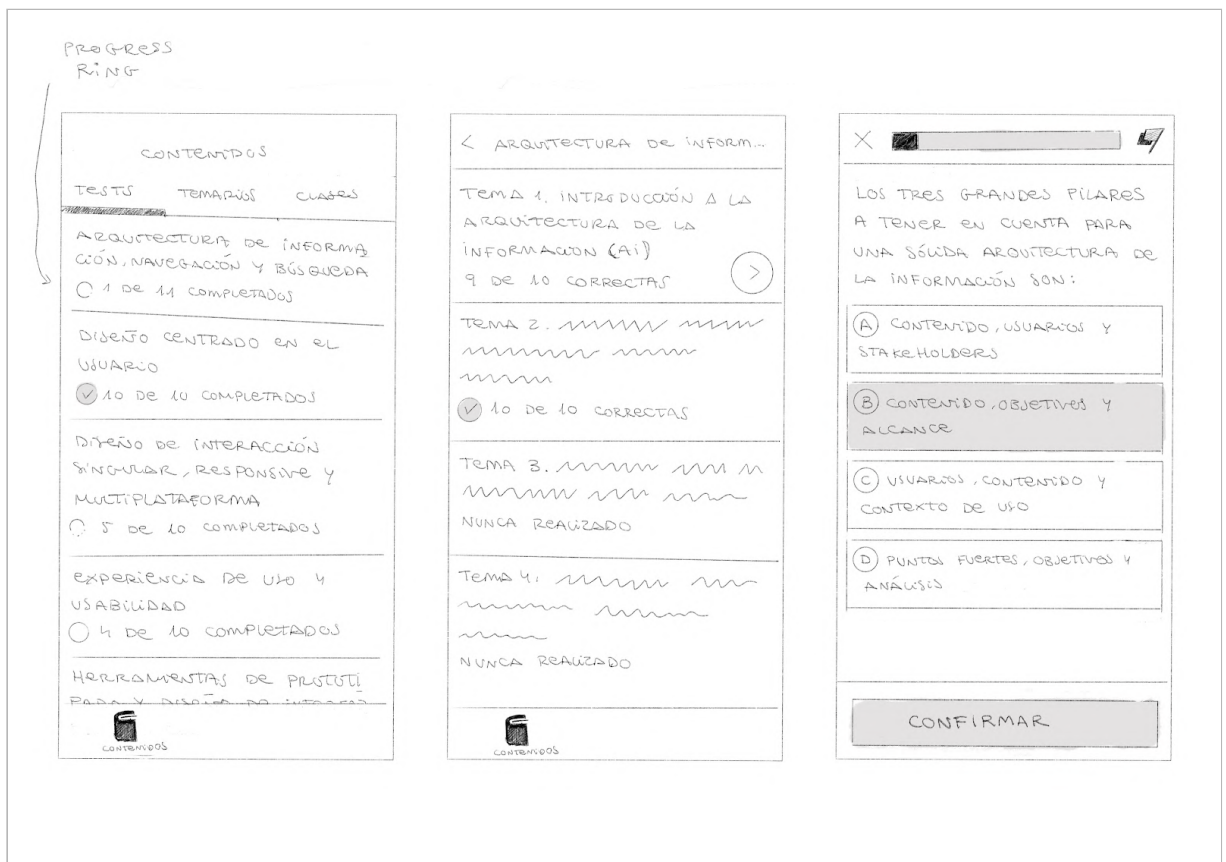 PROGRESS
RING
CONTENIDOS
TESTS TEMARIOS CLASES
ARQUITECTURA DE INFORMA
CIÓN, NAVEGACIÓN Y BÚSQUEDA
1 DE 11 COMPLETADOS
DISEÑO CENTRADO EN EL
USUARIO
10 DE 10 COMPLETADOS
DISEÑO DE INTERACCIÓN
SINGULAR, RESPONSIVE Y
MULTIPLATAFORMA
5 DE 10 COMPLETADOS
EXPERIENCIA DE USO Y
USABILIDAD
4 DE 10 COMPLETADOS
HERRAMIENTAS DE PROTOTI
CONTENIDOS
< ARQUITECTURA DE INFORM...
TEMA 1. INTRODUCCIÓN A LA
ARQUITECTURA DE LA
INFORMACIÓN (Ai)
9 DE 10 CORRECTAS >
TEMA 2.
10 DE 10 CORRECTAS
TEMA 3.
NUNCA REALIZADO
TEMA 4.
NUNCA REALIZADO
CONTENIDOS
LOS TRES GRANDES PILARES
A TENER EN CUENTA PARA
UNA SÓLIDA ARQUITECTURA DE
LA INFORMACIÓN SON:
A CONTENIDO, USUARIOS Y
STAKEHOLDERS
B CONTENIDO, OBJETIVOS Y
ALCANCE
C USUARIOS, CONTENIDO Y
CONTEXTO DE USO
D PUNTOS FUERTES, OBJETIVOS Y
ANÁLISIS
CONFIRMAR